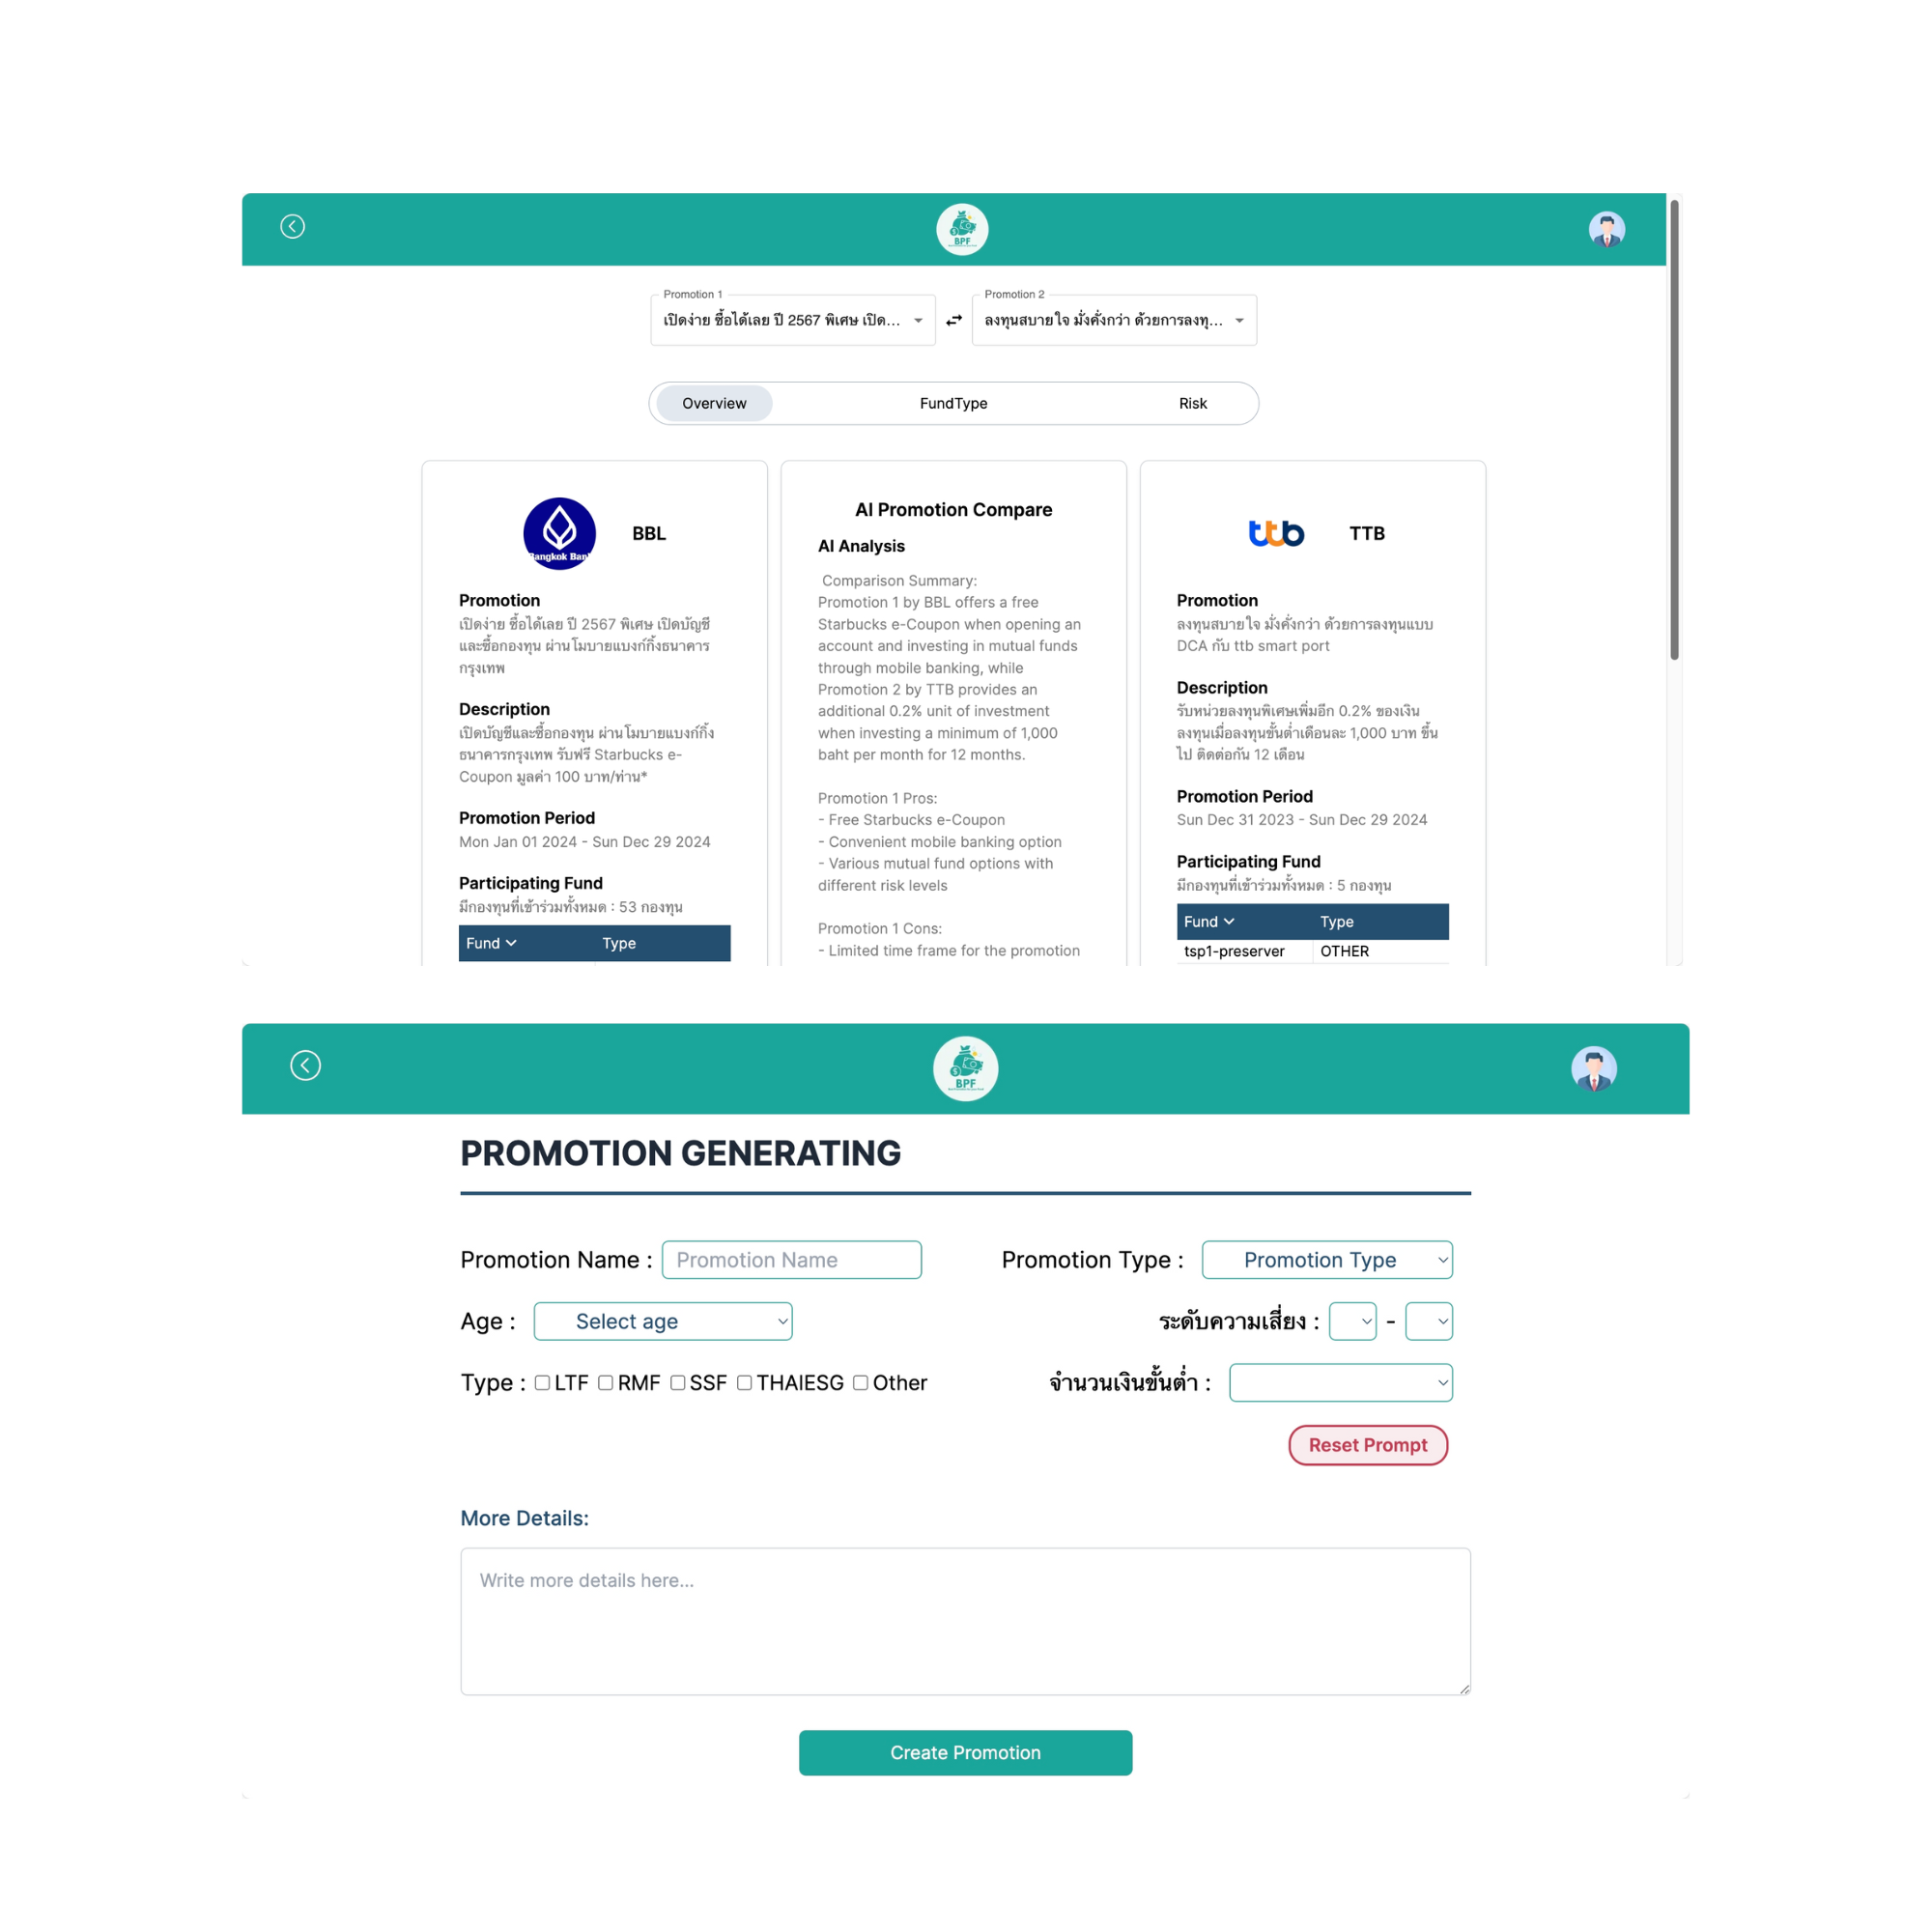 BPF
Promotion 1
เปิดง่าย ซื้อได้เลย ปี 2567 พิเศษ เปิด...
Promotion 2
ลงทุนสบายใจ มั่งคั่งกว่า ด้วยการลงทุ...
Overview
FundType
Risk
Bangkok Bank
BBL
Promotion
เปิดง่าย ซื้อได้เลย ปี 2567 พิเศษ เปิดบัญชี
และซื้อกองทุน ผ่านโมบายแบงก์กิ้งธนาคาร
กรุงเทพ
Description
เปิดบัญชีและซื้อกองทุน ผ่านโมบายแบงก์กิ้ง
ธนาคารกรุงเทพ รับฟรี Starbucks e-
Coupon มูลค่า 100 บาท/ท่าน*
Promotion Period
Mon Jan 01 2024 - Sun Dec 29 2024
Participating Fund
มีกองทุนที่เข้าร่วมทั้งหมด : 53 กองทุน
Fund
Type
AI Promotion Compare
AI Analysis
Comparison Summary:
Promotion 1 by BBL offers a free
Starbucks e-Coupon when opening an
account and investing in mutual funds
through mobile banking, while
Promotion 2 by TTB provides an
additional 0.2% unit of investment
when investing a minimum of 1,000
baht per month for 12 months.
Promotion 1 Pros:
- Free Starbucks e-Coupon
- Convenient mobile banking option
- Various mutual fund options with
different risk levels
Promotion 1 Cons:
- Limited time frame for the promotion
ttb
TTB
Promotion
ลงทุนสบายใจ มั่งคั่งกว่า ด้วยการลงทุนแบบ
DCA กับ ttb smart port
Description
รับหน่วยลงทุนพิเศษเพิ่มอีก 0.2% ของเงิน
ลงทุนเมื่อลงทุนขั้นต่ำเดือนละ 1,000 บาท ขึ้น
ไป ติดต่อกัน 12 เดือน
Promotion Period
Sun Dec 31 2023 - Sun Dec 29 2024
Participating Fund
มีกองทุนที่เข้าร่วมทั้งหมด : 5 กองทุน
Fund
Type
tsp1-preserver
OTHER
BPF
PROMOTION GENERATING
Promotion Name :
Promotion Name
Promotion Type :
Promotion Type
Age :
Select age
ระดับความเสี่ยง :
-
Type :
LTF
RMF
SSF
THAIESG
Other
จำนวนเงินขั้นต่ำ :
Reset Prompt
More Details:
Write more details here...
Create Promotion